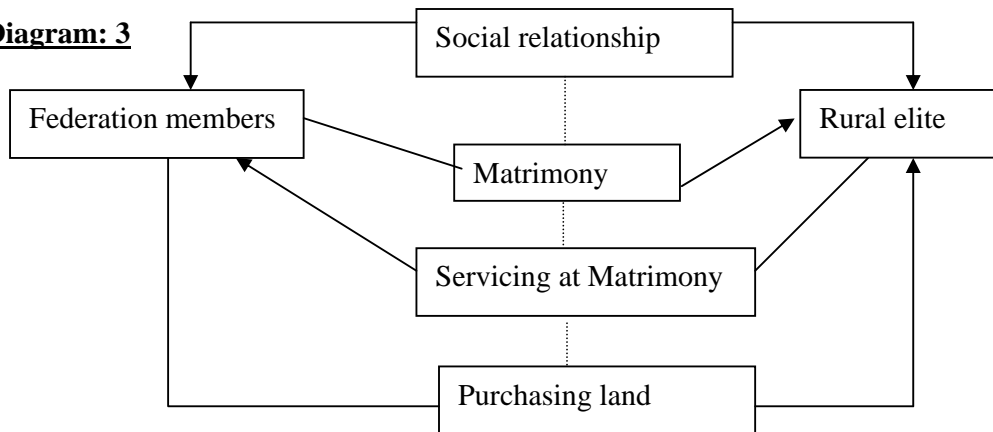 Diagram: 3
Social relationship
Federation members
Rural elite
Matrimony
Servicing at Matrimony
Purchasing land